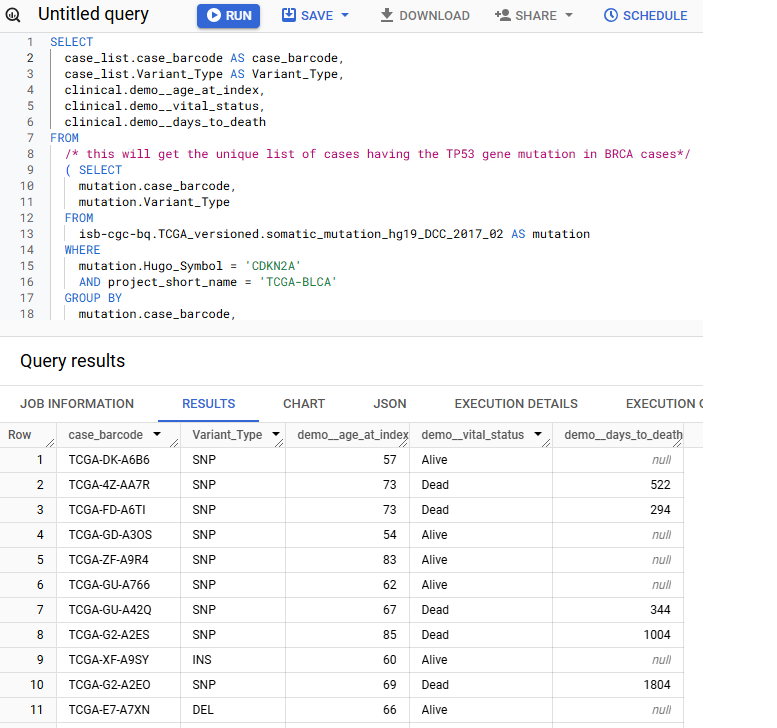 Untitled query RUN SAVE DOWNLOAD SHARE SCHEDULE
1 SELECT
2 case_list.case_barcode AS case_barcode,
3 case_list.Variant_Type AS Variant_Type,
4 clinical.demo__age_at_index,
5 clinical.demo__vital_status,
6 clinical.demo__days_to_death
7 FROM
8 /* this will get the unique list of cases having the TP53 gene mutation in BRCA cases*/
9 ( SELECT
10 mutation.case_barcode,
11 mutation.Variant_Type
12 FROM
13 isb-cgc-bq.TCGA_versioned.somatic_mutation_hg19_DCC_2017_02 AS mutation
14 WHERE
15 mutation.Hugo_Symbol = 'CDKN2A'
16 AND project_short_name = 'TCGA-BLCA'
17 GROUP BY
18 mutation.case_barcode,
Query results
JOB INFORMATION RESULTS CHART JSON EXECUTION DETAILS EXECUTION
Row case_barcode Variant_Type demo__age_at_index demo__vital_status demo__days_to_death
1 TCGA-DK-A6B6 SNP 57 Alive null
2 TCGA-4Z-AA7R SNP 73 Dead 522
3 TCGA-FD-A6TI SNP 73 Dead 294
4 TCGA-GD-A3OS SNP 54 Alive null
5 TCGA-ZF-A9R4 SNP 83 Alive null
6 TCGA-GU-A766 SNP 62 Alive null
7 TCGA-GU-A42Q SNP 67 Dead 344
8 TCGA-G2-A2ES SNP 85 Dead 1004
9 TCGA-XF-A9SY INS 60 Alive null
10 TCGA-G2-A2EO SNP 69 Dead 1804
11 TCGA-E7-A7XN DEL 66 Alive null